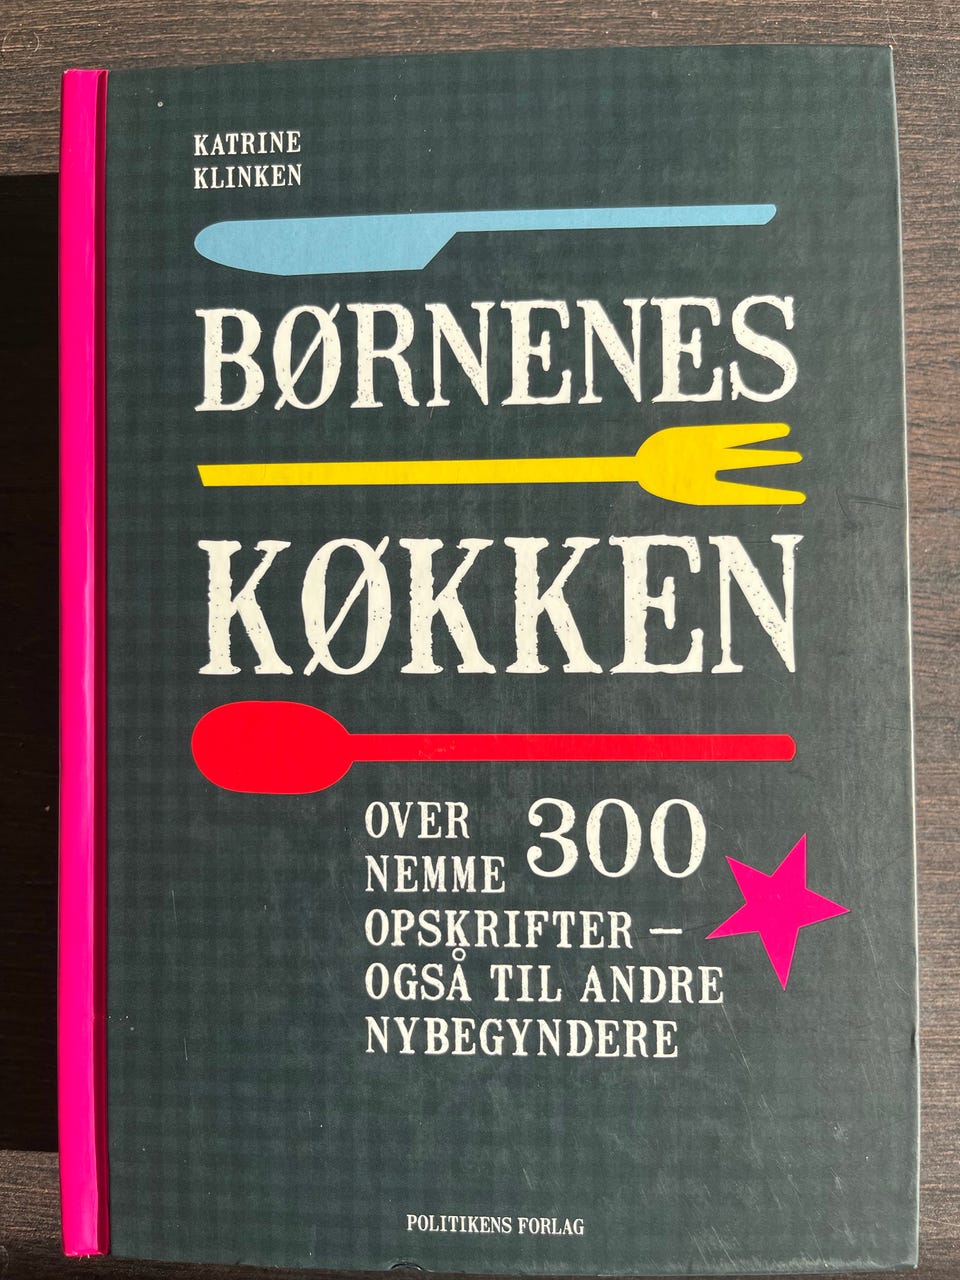 KATRINE
KLINKEN
BØRNENES
KØKKEN
OVER 300
NEMME
OPSKRIFTER –
OGSÅ TIL ANDRE
NYBEGYNDERE
POLITIKENS FORLAG